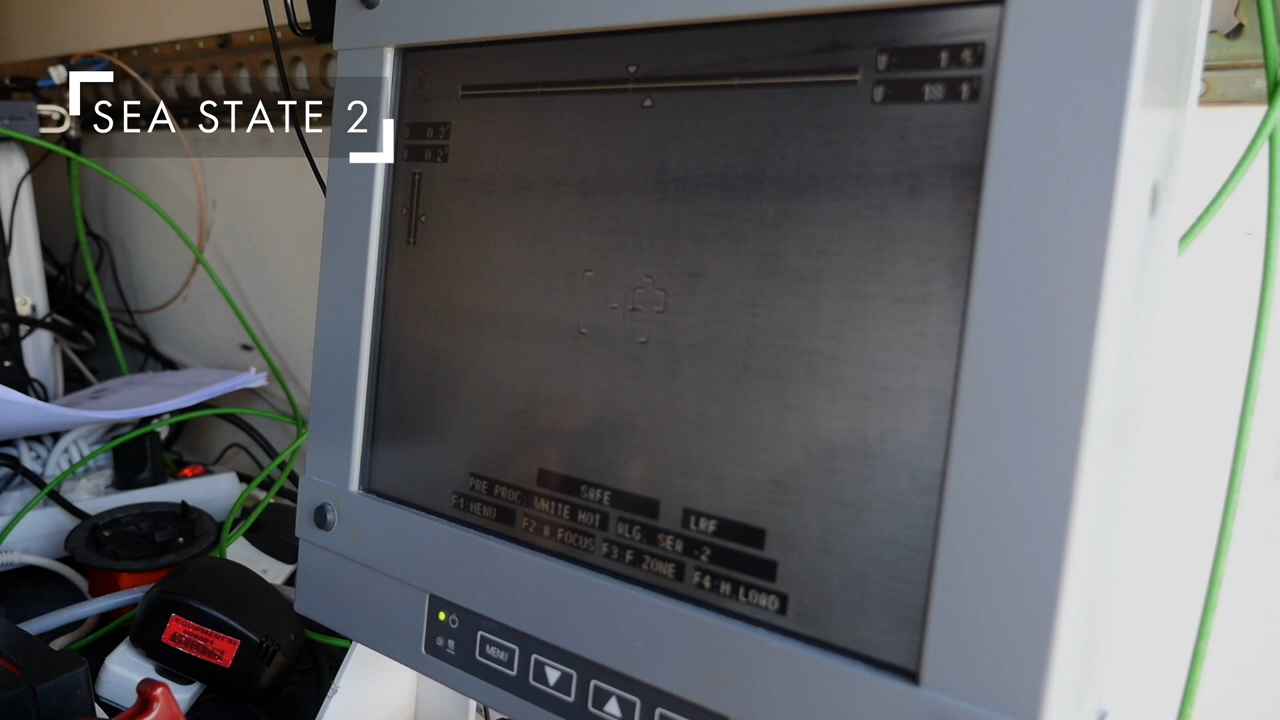 SEA STATE 2
SAFE
PRE PROC. WHITE HOT
LRF
ALG: SEA -2
F1:MENU
F2:A.FOCUS
F3:F.ZONE
F4:M.LOAD
MENU